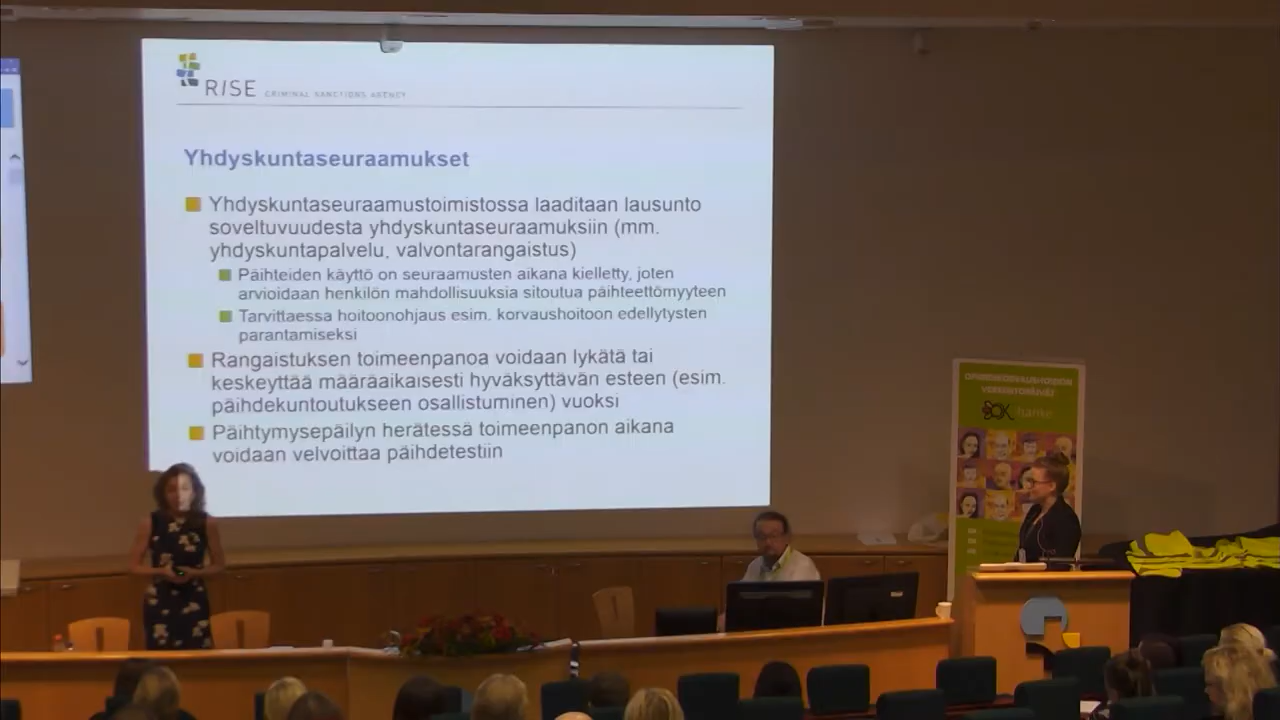 RISE CRIMINAL SANCTIONS AGENCY
Yhdyskuntaseuraamukset
Yhdyskuntaseuraamustoimistossa laaditaan lausunto
soveltuvuudesta yhdyskuntaseuraamuksiin (mm.
yhdyskuntapalvelu, valvontarangaistus)
Päihteiden käyttö on seuraamusten aikana kielletty, joten
arvioidaan henkilön mahdollisuuksia sitoutua päihteettömyyteen
Tarvittaessa hoitoonohjaus esim. korvaushoitoon edellytysten
parantamiseksi
Rangaistuksen toimeenpanoa voidaan lykätä tai
keskeyttää määräaikaisesti hyväksyttävän esteen (esim.
päihdekuntoutukseen osallistuminen) vuoksi
Päihtymysepäilyn herätessä toimeenpanon aikana
voidaan velvoittaa päihdetestiin
OK-hanke